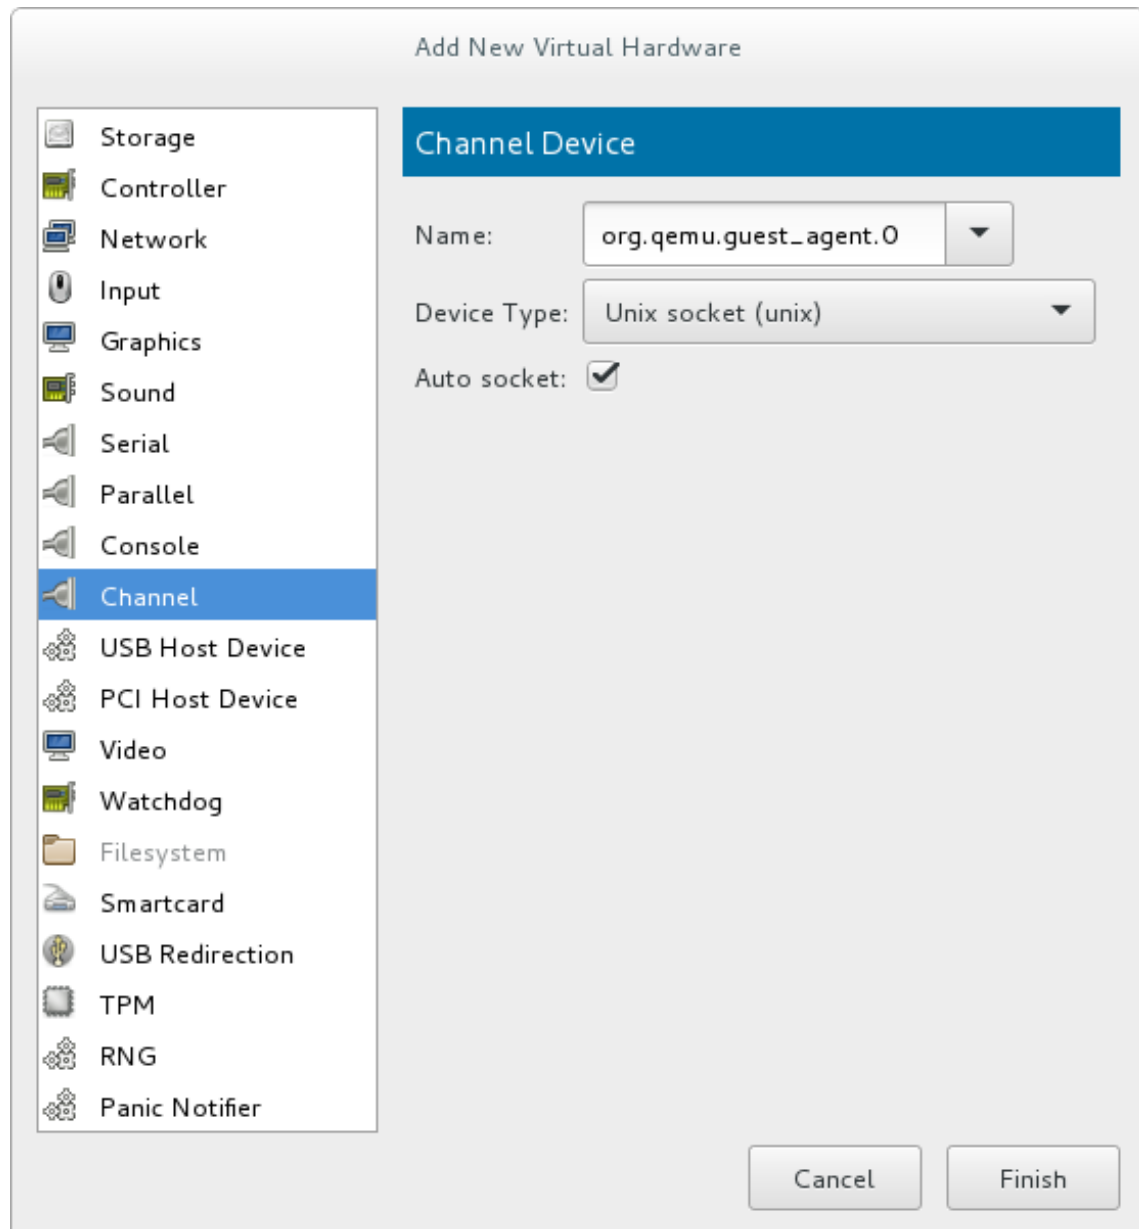 Add New Virtual Hardware
Storage
Controller
Network
Input
Graphics
Sound
Serial
Parallel
Console
Channel
USB Host Device
PCI Host Device
Video
Watchdog
Filesystem
Smartcard
USB Redirection
TPM
RNG
Panic Notifier
Channel Device
Name: org.qemu.guest_agent.0
Device Type: Unix socket (unix)
Auto socket:
Cancel Finish